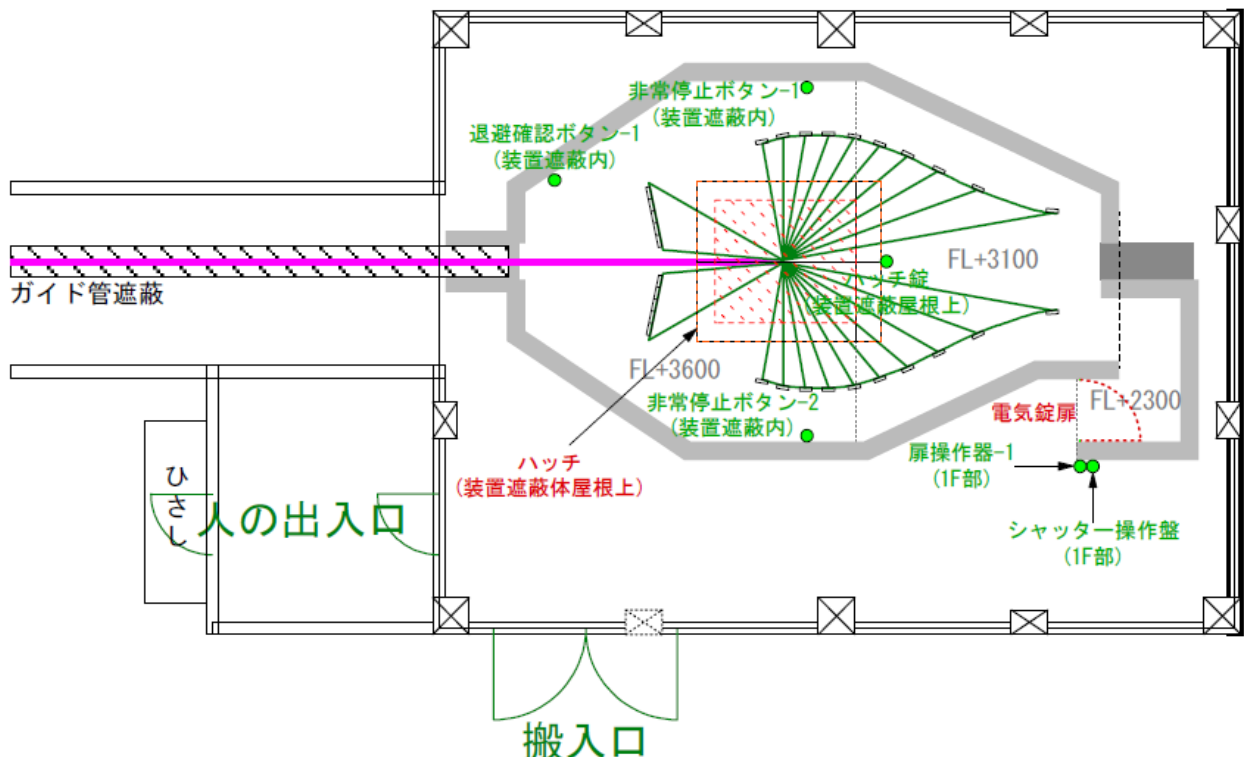 非常停止ボタン-1
(装置遮蔽内)
退避確認ボタン-1
(装置遮蔽内)
FL+3100
ハッチ錠
(装置遮蔽屋根上)
ガイド管遮蔽
FL+3600
非常停止ボタン-2
(装置遮蔽内)
電気錠扉
FL+2300
ハッチ
(装置遮蔽体屋根上)
扉操作器-1
(1F部)
ひさし
人の出入口
シャッター操作盤
(1F部)
搬入口